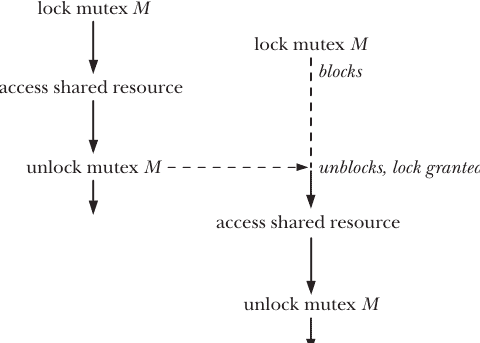 lock mutex M
lock mutex M
blocks
access shared resource
unlock mutex M
unblocks, lock granted
access shared resource
unlock mutex M